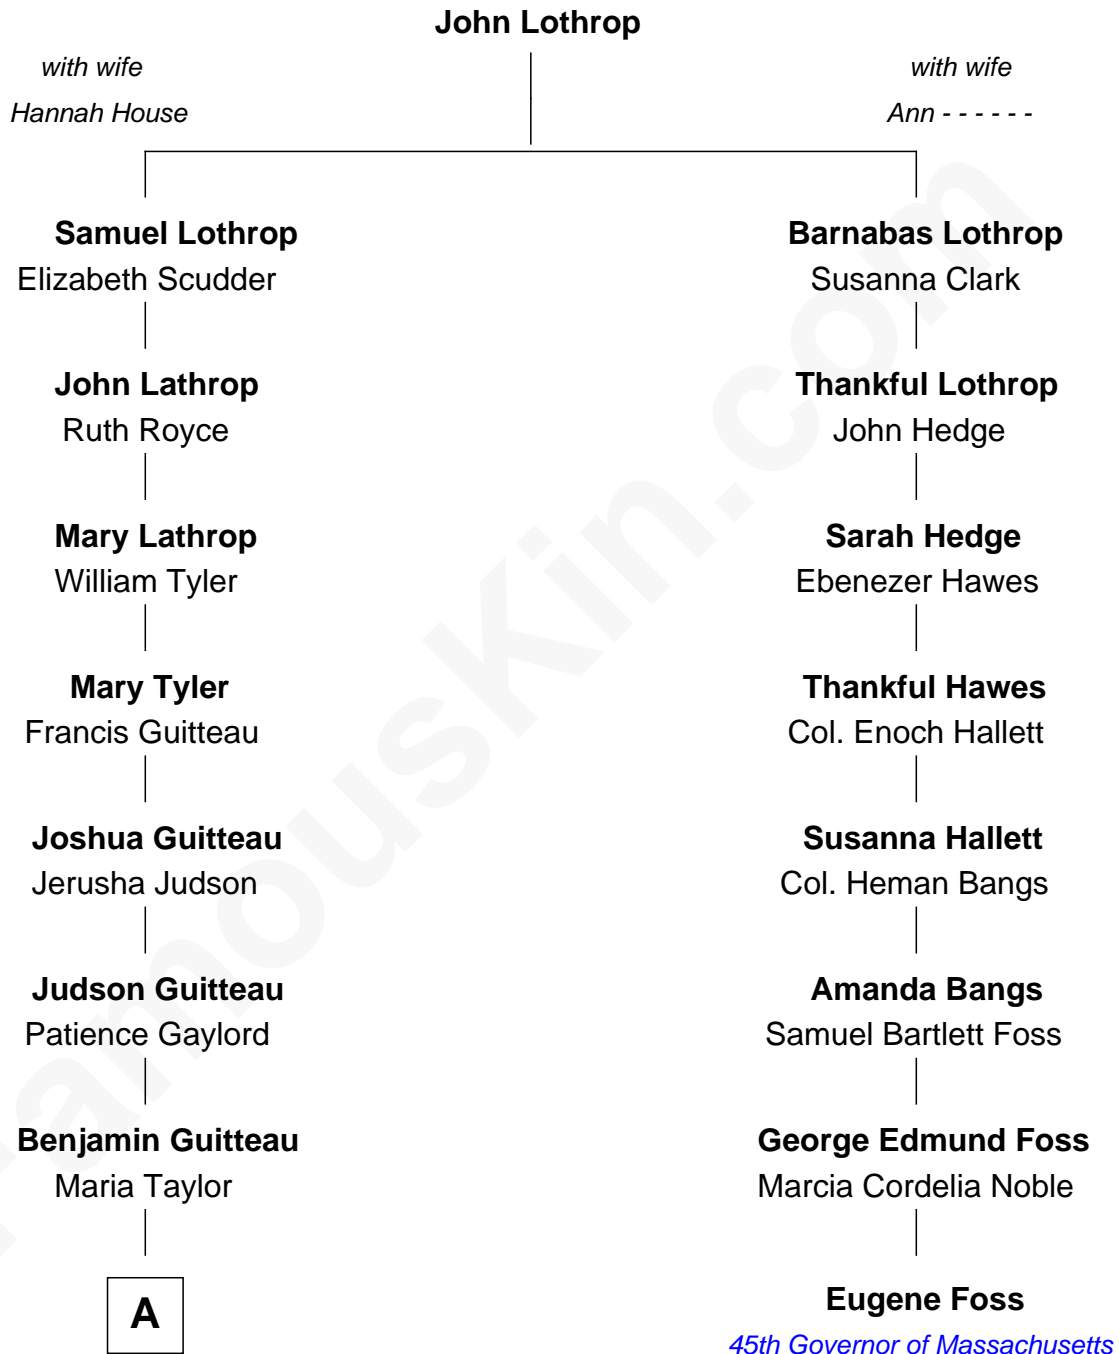 John Lothrop
with wife
Hannah House
with wife
Ann - - - - - -
Samuel Lothrop
Elizabeth Scudder
Barnabas Lothrop
Susanna Clark
John Lathrop
Ruth Royce
Thankful Lothrop
John Hedge
Mary Lathrop
William Tyler
Sarah Hedge
Ebenezer Hawes
Mary Tyler
Francis Guitteau
Thankful Hawes
Col. Enoch Hallett
Joshua Guitteau
Jerusha Judson
Susanna Hallett
Col. Heman Bangs
Judson Guitteau
Patience Gaylord
Amanda Bangs
Samuel Bartlett Foss
Benjamin Guitteau
Maria Taylor
George Edmund Foss
Marcia Cordelia Noble
A
Eugene Foss
45th Governor of Massachusetts
FamousKin.com